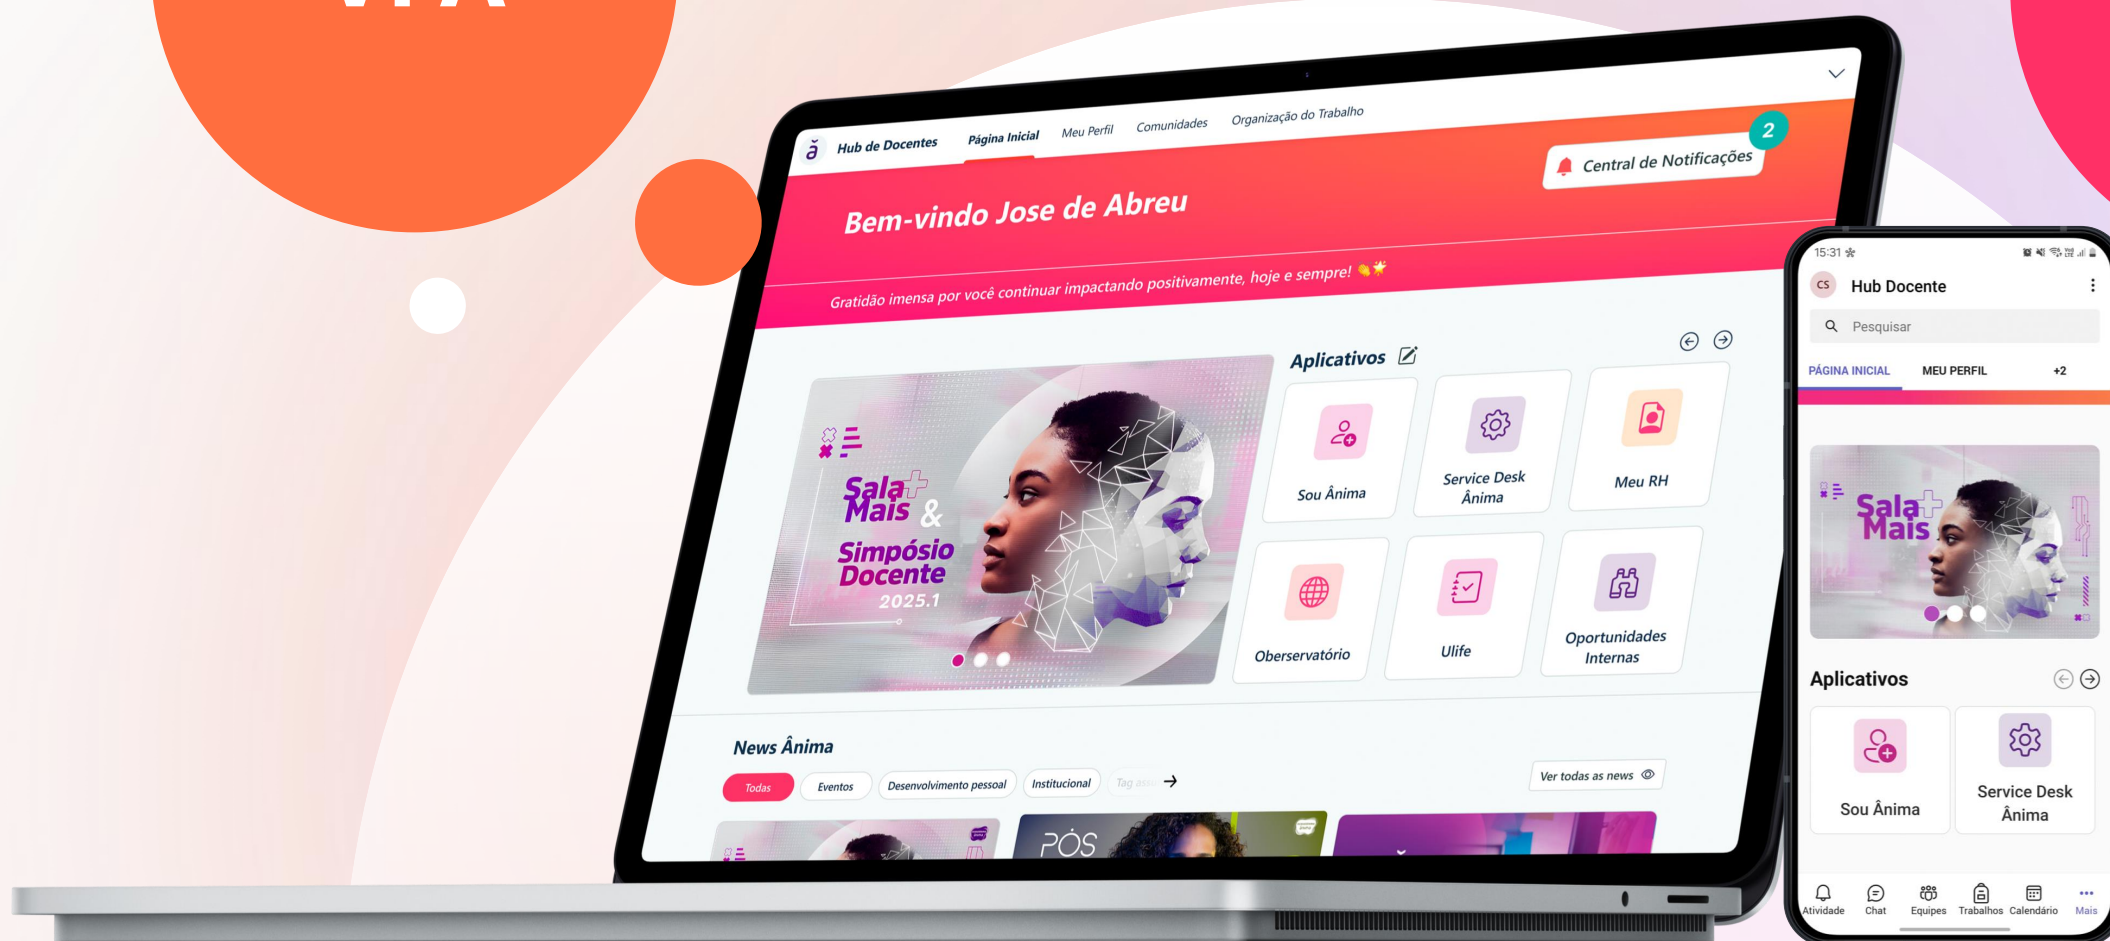 ă
Hub de Docentes
Página Inicial
Meu Perfil
Comunidades
Organização do Trabalho
Central de Notificações
2
Bem-vindo Jose de Abreu
Gratidão imensa por você continuar impactando positivamente, hoje e sempre!
Sala+
Mais &
Simpósio
Docente
2025.1
Aplicativos
Sou Ânima
Service Desk
Ânima
Meu RH
Oberservatório
Ulife
Oportunidades
Internas
News Ânima
Todas
Eventos
Desenvolvimento pessoal
Institucional
Tag
Ver todas as news
PÓS
15:31
CS
Hub Docente
Pesquisar
PÁGINA INICIAL
MEU PERFIL
+2
Sala+
Mais
Aplicativos
Sou Ânima
Service Desk
Ânima
Atividade
Chat
Equipes
Trabalhos
Calendário
Mais